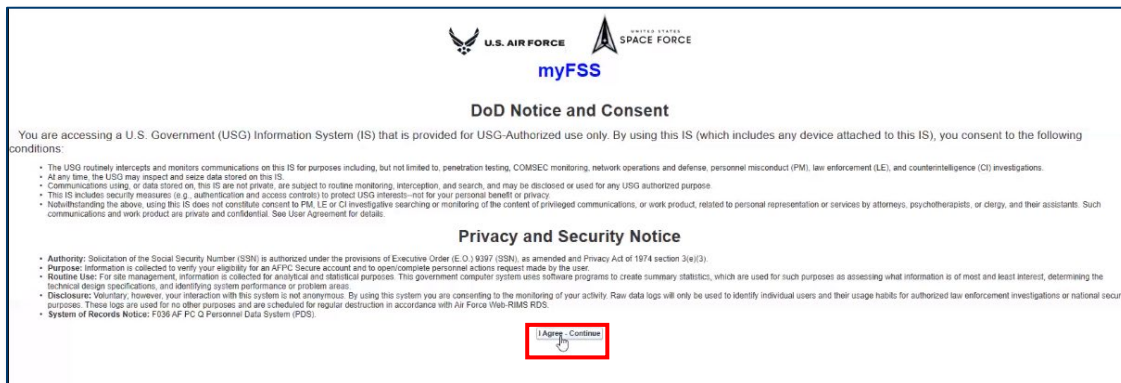 U.S. AIR FORCE
UNITED STATES
SPACE FORCE
myFSS
DoD Notice and Consent
You are accessing a U.S. Government (USG) Information System (IS) that is provided for USG-Authorized use only. By using this IS (which includes any device attached to this IS), you consent to the following
conditions:
• The USG routinely intercepts and monitors communications on this IS for purposes including, but not limited to, penetration testing, COMSEC monitoring, network operations and defense, personnel misconduct (PM), law enforcement (LE), and counterintelligence (CI) investigations.
• At any time, the USG may inspect and seize data stored on this IS.
• Communications using, or data stored on, this IS are not private, are subject to routine monitoring, interception, and search, and may be disclosed or used for any USG authorized purpose.
• This IS includes security measures (e.g., authentication and access controls) to protect USG interests--not for your personal benefit or privacy.
• Notwithstanding the above, using this IS does not constitute consent to PM, LE or CI investigative searching or monitoring of the content of privileged communications, or work product, related to personal representation or services by attorneys, psychotherapists, or clergy, and their assistants. Such
communications and work product are private and confidential. See User Agreement for details.
Privacy and Security Notice
• Authority: Solicitation of the Social Security Number (SSN) is authorized under the provisions of Executive Order (E.O.) 9397 (SSN), as amended and Privacy Act of 1974 section 3(e)(3).
• Purpose: Information is collected to verify your eligibility for an AFPC Secure account and to open/complete personnel actions request made by the user.
• Routine Use: For site management, information is collected for analytical and statistical purposes. This government computer system uses software programs to create summary statistics, which are used for such purposes as assessing what information is of most and least interest, determining the
technical design specifications, and identifying system performance or problem areas.
• Disclosure: Voluntary, however, your interaction with this system is not anonymous. By using this system you are consenting to the monitoring of your activity. Raw data logs will only be used to identify individual users and their usage habits for authorized law enforcement investigations or national secur
purposes. These logs are used for no other purposes and are scheduled for regular destruction in accordance with Air Force Web-RIMS RDS.
• System of Records Notice: F036 AF PC Q Personnel Data System (PDS).
I Agree - Continue